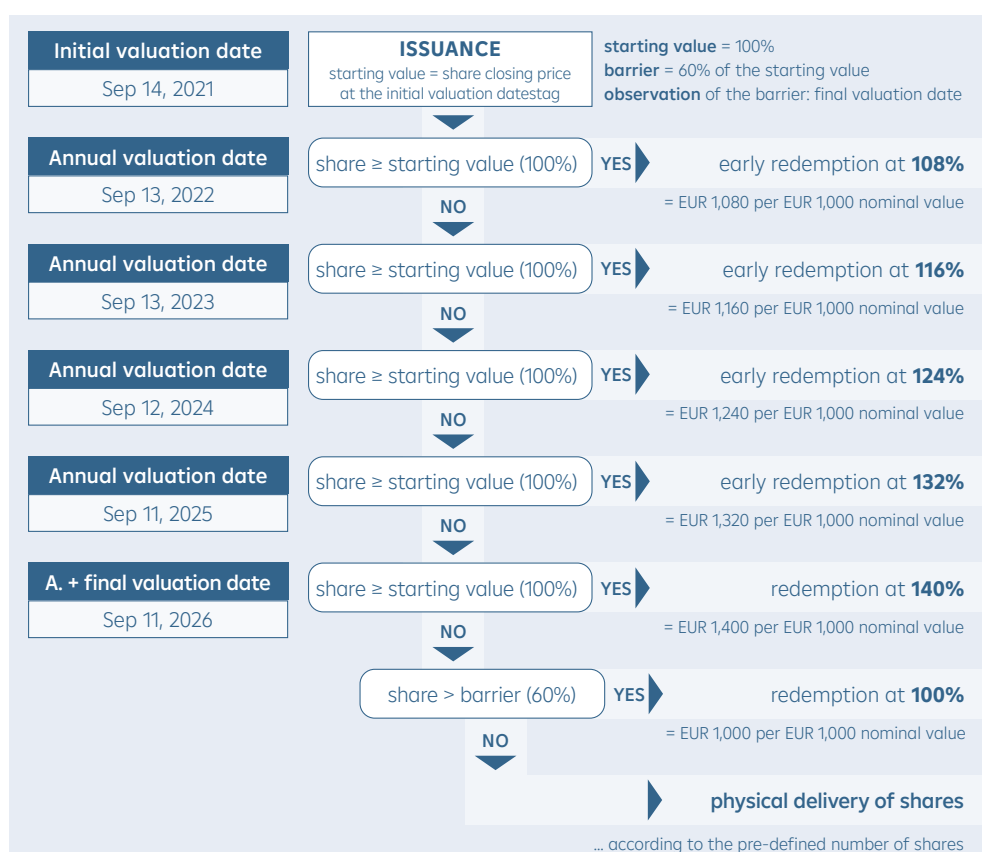 Initial valuation date
Sep 14, 2021
ISSUANCE
starting value = share closing price
at the initial valuation datestag
starting value = 100%
barrier = 60% of the starting value
observation of the barrier: final valuation date
Annual valuation date
Sep 13, 2022
share ≥ starting value (100%)
YES
early redemption at 108%
= EUR 1,080 per EUR 1,000 nominal value
NO
Annual valuation date
Sep 13, 2023
share ≥ starting value (100%)
YES
early redemption at 116%
= EUR 1,160 per EUR 1,000 nominal value
NO
Annual valuation date
Sep 12, 2024
share ≥ starting value (100%)
YES
early redemption at 124%
= EUR 1,240 per EUR 1,000 nominal value
NO
Annual valuation date
Sep 11, 2025
share ≥ starting value (100%)
YES
early redemption at 132%
= EUR 1,320 per EUR 1,000 nominal value
NO
A. + final valuation date
Sep 11, 2026
share ≥ starting value (100%)
YES
redemption at 140%
= EUR 1,400 per EUR 1,000 nominal value
NO
share > barrier (60%)
YES
redemption at 100%
= EUR 1,000 per EUR 1,000 nominal value
NO
physical delivery of shares
... according to the pre-defined number of shares